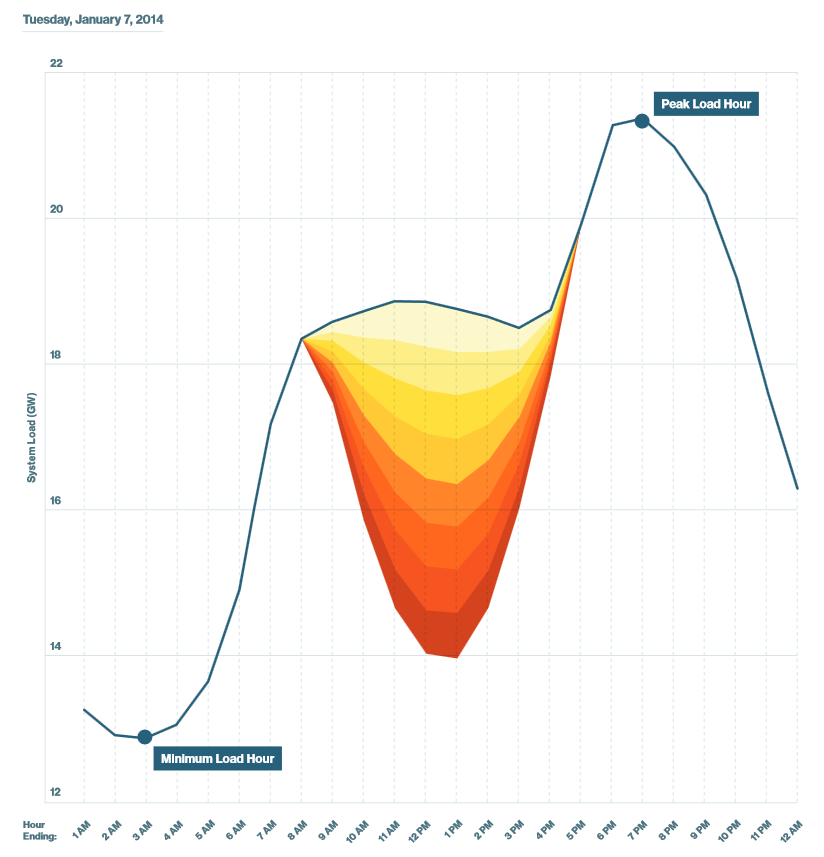 Tuesday, January 7, 2014
22
Peak Load Hour
20
18
System Load (GW)
16
14
Minimum Load Hour
12
Hour
Ending:
1 AM
2 AM
3 AM
4 AM
5 AM
6 AM
7 AM
8 AM
9 AM
10 AM
11 AM
12 PM
1 PM
2 PM
3 PM
4 PM
5 PM
6 PM
7 PM
8 PM
9 PM
10 PM
11 PM
12 AM